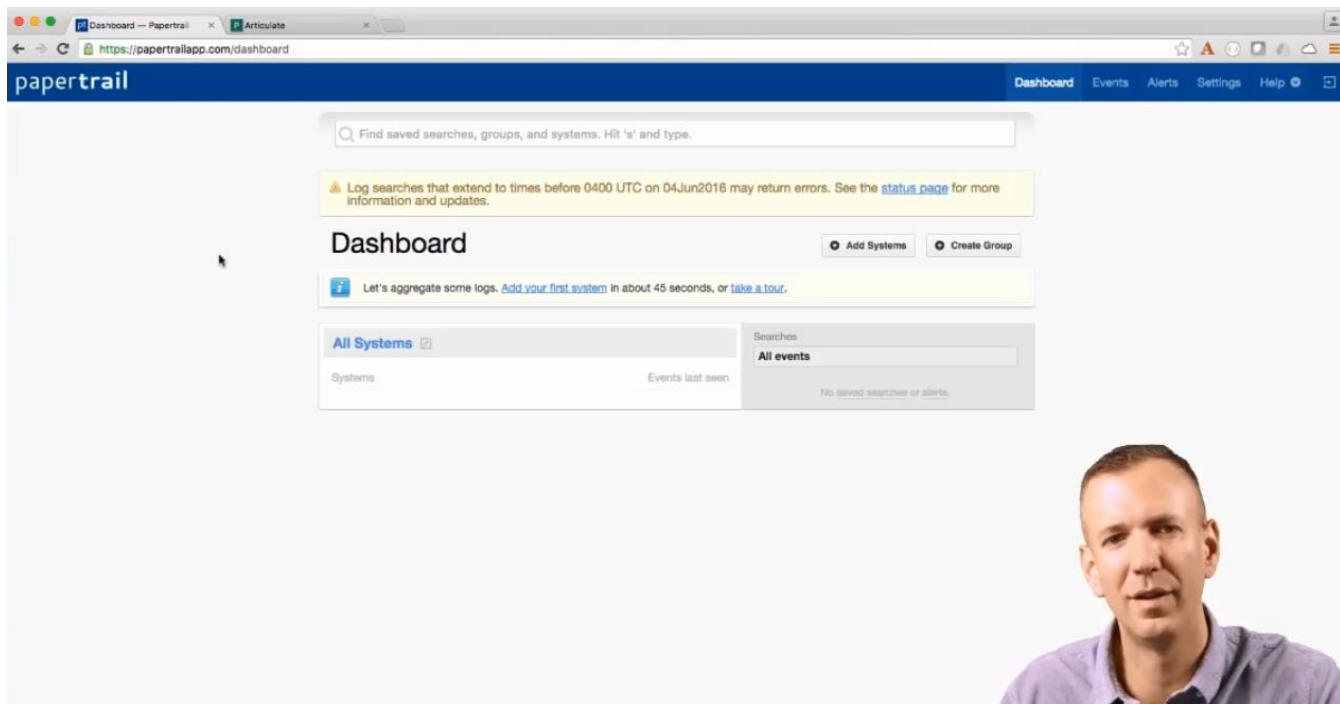 Dashboard — Papertrail
Articulate
https://papertrailapp.com/dashboard
papertrail
Dashboard Events Alerts Settings Help
Find saved searches, groups, and systems. Hit 's' and type.
Log searches that extend to times before 0400 UTC on 04Jun2016 may return errors. See the status page for more
information and updates.
Dashboard
Add Systems
Create Group
Let's aggregate some logs. Add your first system in about 45 seconds, or take a tour.
All Systems
Systems Events last seen
Searches
All events
No saved searches or alerts.